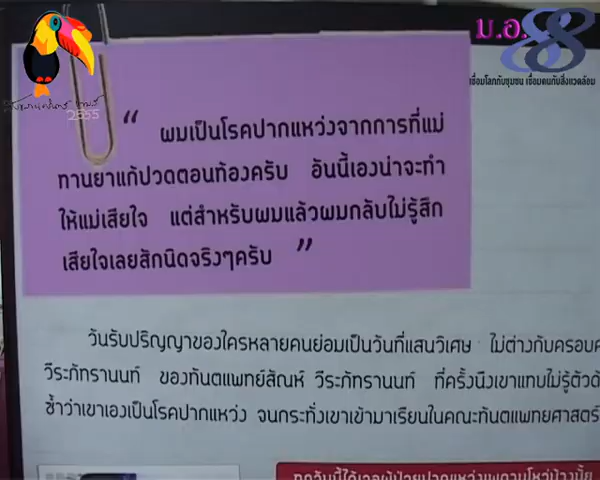 ม.อ.
เชื่อมโลกกับชุมชน เชื่อมคนกับสิ่งแวดล้อม
2555
“ ผมเป็นโรคปากแหว่งจากการที่แม่
ทานยาแก้ปวดตอนท้องครับ อันนี้เองน่าจะทำ
ให้แม่เสียใจ แต่สำหรับผมแล้วผมกลับไม่รู้สึก
เสียใจเลยสักนิดจริงๆครับ ”
วันรับปริญญาของใครหลายคนย่อมเป็นวันที่แสนวิเศษ ไม่ต่างกับครอบค
วีระภัทรานนท์ ของทันตแพทย์สัณห์ วีระภัทรานนท์ ที่ครั้งนึงเขาแทบไม่รู้ตัวด้
ซ้ำว่าเขาเองเป็นโรคปากแหว่ง จนกระทั่งเขาเข้ามาเรียนในคณะทันตแพทยศาสตร์